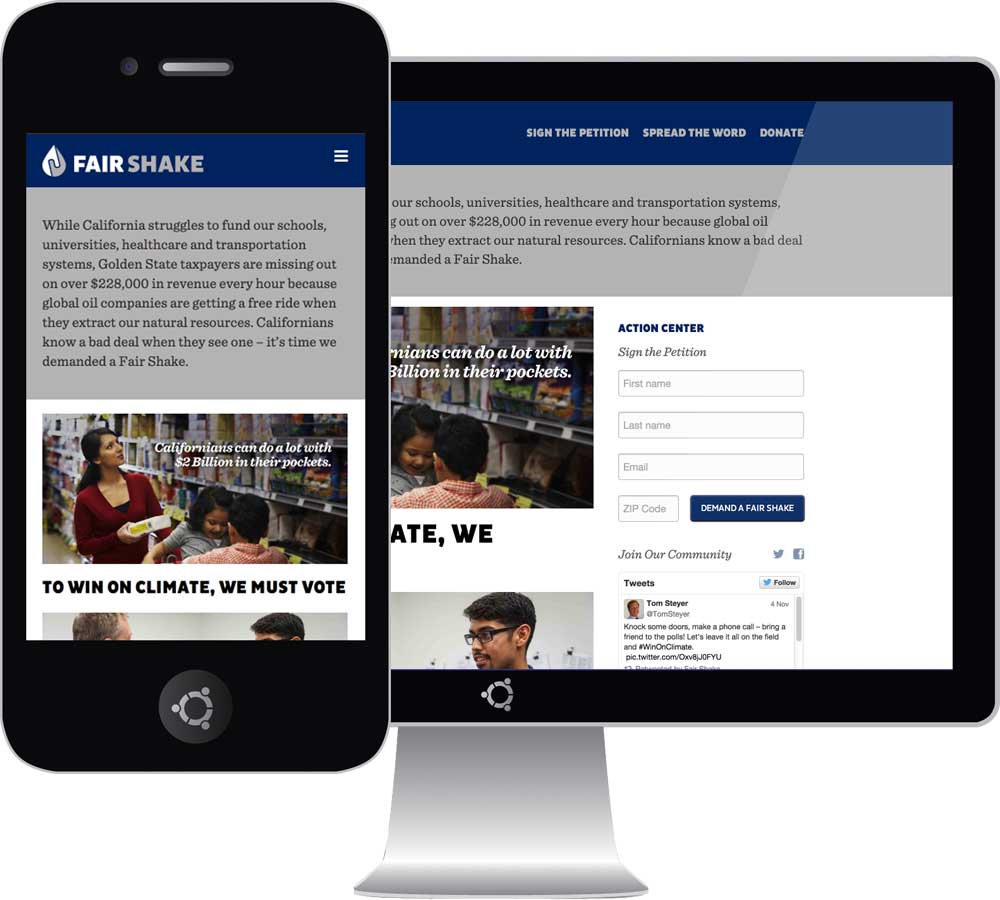 FAIR SHAKE
While California struggles to fund our schools,
universities, healthcare and transportation
systems, Golden State taxpayers are missing out
on over $228,000 in revenue every hour because
global oil companies are getting a free ride when
they extract our natural resources. Californians
know a bad deal when they see one – it's time we
demanded a Fair Shake.
Californians can do a lot with
$2 Billion in their pockets.
TO WIN ON CLIMATE, WE MUST VOTE
SIGN THE PETITION SPREAD THE WORD DONATE
our schools, universities, healthcare and transportation systems,
g out on over $228,000 in revenue every hour because global oil
hen they extract our natural resources. Californians know a bad deal
emanded a Fair Shake.
rnians can do a lot with
Billion in their pockets.
ATE, WE
ACTION CENTER
Sign the Petition
First name
Last name
Email
ZIP Code DEMAND A FAIR SHAKE
Join Our Community
Tweets Follow
Tom Steyer 4 Nov
@TomSteyer
Knock some doors, make a phone call – bring a
friend to the polls! Let's leave it all on the field
and #WinOnClimate.
pic.twitter.com/Oxv8jJ0FYU
Retweeted by Fair Shake